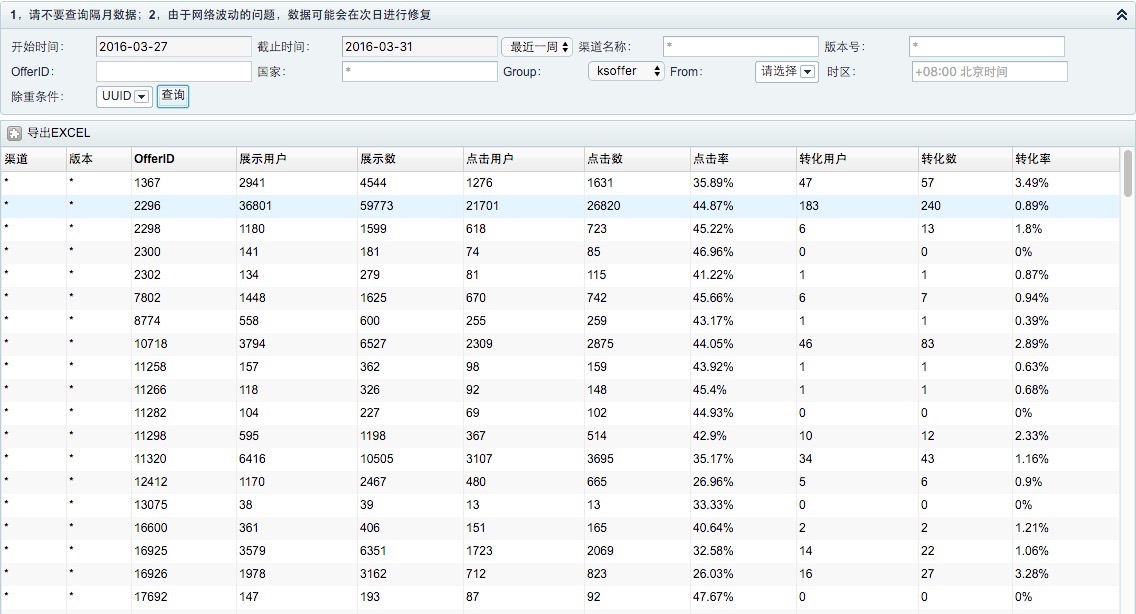 1，请不要查询隔月数据；2，由于网络波动的问题，数据可能会在次日进行修复
开始时间： 2016-03-27 截止时间： 2016-03-31 最近一周 渠道名称： * 版本号： *
OfferID： 国家： * Group： ksoffer From： 请选择 时区： +08:00 北京时间
除重条件： UUID 查询
导出EXCEL
渠道 版本 OfferID 展示用户 展示数 点击用户 点击数 点击率 转化用户 转化数 转化率
* * 1367 2941 4544 1276 1631 35.89% 47 57 3.49%
* * 2296 36801 59773 21701 26820 44.87% 183 240 0.89%
* * 2298 1180 1599 618 723 45.22% 6 13 1.8%
* * 2300 141 181 74 85 46.96% 0 0 0%
* * 2302 134 279 81 115 41.22% 1 1 0.87%
* * 7802 1448 1625 670 742 45.66% 6 7 0.94%
* * 8774 558 600 255 259 43.17% 1 1 0.39%
* * 10718 3794 6527 2309 2875 44.05% 46 83 2.89%
* * 11258 157 362 98 159 43.92% 1 1 0.63%
* * 11266 118 326 92 148 45.4% 1 1 0.68%
* * 11282 104 227 69 102 44.93% 0 0 0%
* * 11298 595 1198 367 514 42.9% 10 12 2.33%
* * 11320 6416 10505 3107 3695 35.17% 34 43 1.16%
* * 12412 1170 2467 480 665 26.96% 5 6 0.9%
* * 13075 38 39 13 13 33.33% 0 0 0%
* * 16600 361 406 151 165 40.64% 2 2 1.21%
* * 16925 3579 6351 1723 2069 32.58% 14 22 1.06%
* * 16926 1978 3162 712 823 26.03% 16 27 3.28%
* * 17692 147 193 87 92 47.67% 0 0 0%